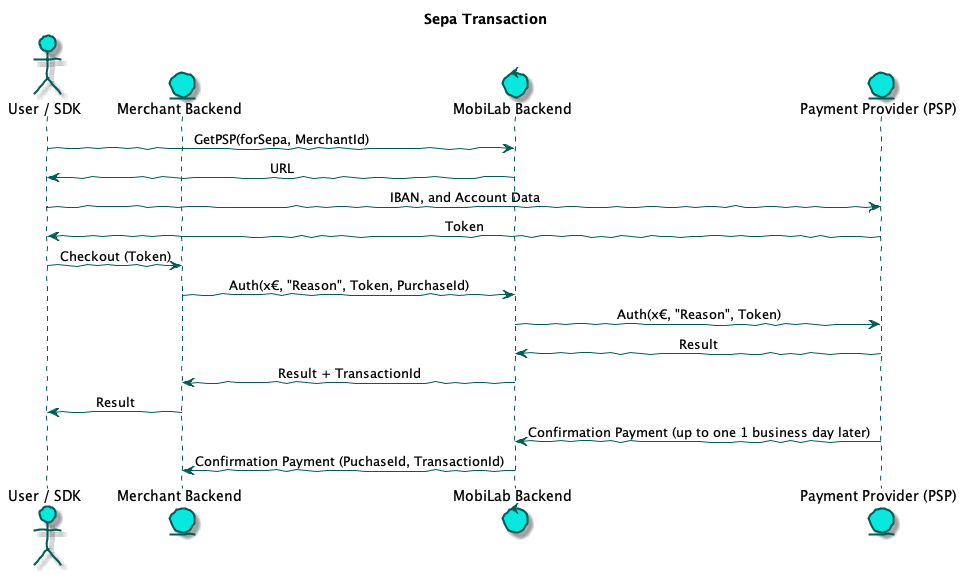 Sepa Transaction
User / SDK
Merchant Backend
MobiLab Backend
Payment Provider (PSP)
GetPSP(forSepa, MerchantId)
URL
IBAN, and Account Data
Token
Checkout (Token)
Auth(x€, "Reason", Token, PurchaseId)
Auth(x€, "Reason", Token)
Result
Result + TransactionId
Result
Confirmation Payment (up to one 1 business day later)
Confirmation Payment (PuchaseId, TransactionId)
User / SDK
Merchant Backend
MobiLab Backend
Payment Provider (PSP)